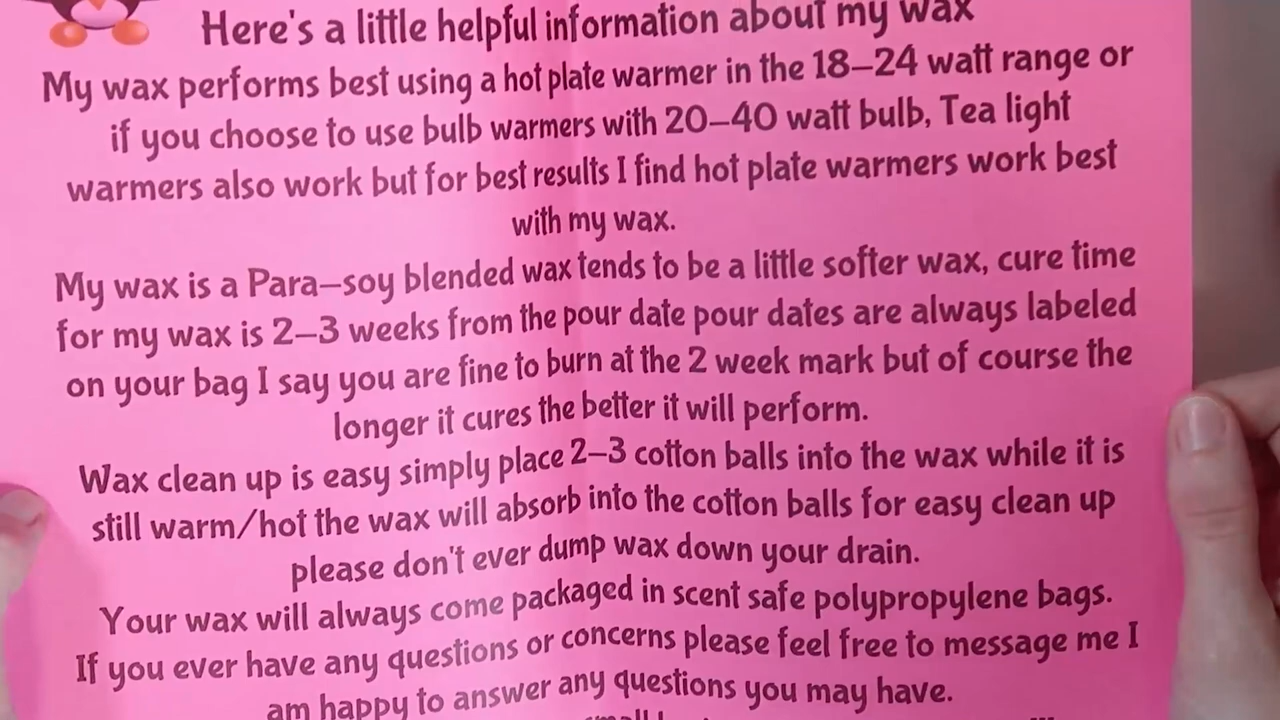 Here's a little helpful information about my wax
My wax performs best using a hot plate warmer in the 18–24 watt range or
if you choose to use bulb warmers with 20–40 watt bulb, Tea light
warmers also work but for best results I find hot plate warmers work best
with my wax.
My wax is a Para–soy blended wax tends to be a little softer wax, cure time
for my wax is 2–3 weeks from the pour date pour dates are always labeled
on your bag I say you are fine to burn at the 2 week mark but of course the
longer it cures the better it will perform.
Wax clean up is easy simply place 2–3 cotton balls into the wax while it is
still warm/hot the wax will absorb into the cotton balls for easy clean up
please don't ever dump wax down your drain.
Your wax will always come packaged in scent safe polypropylene bags.
If you ever have any questions or concerns please feel free to message me I
am happy to answer any questions you may have.